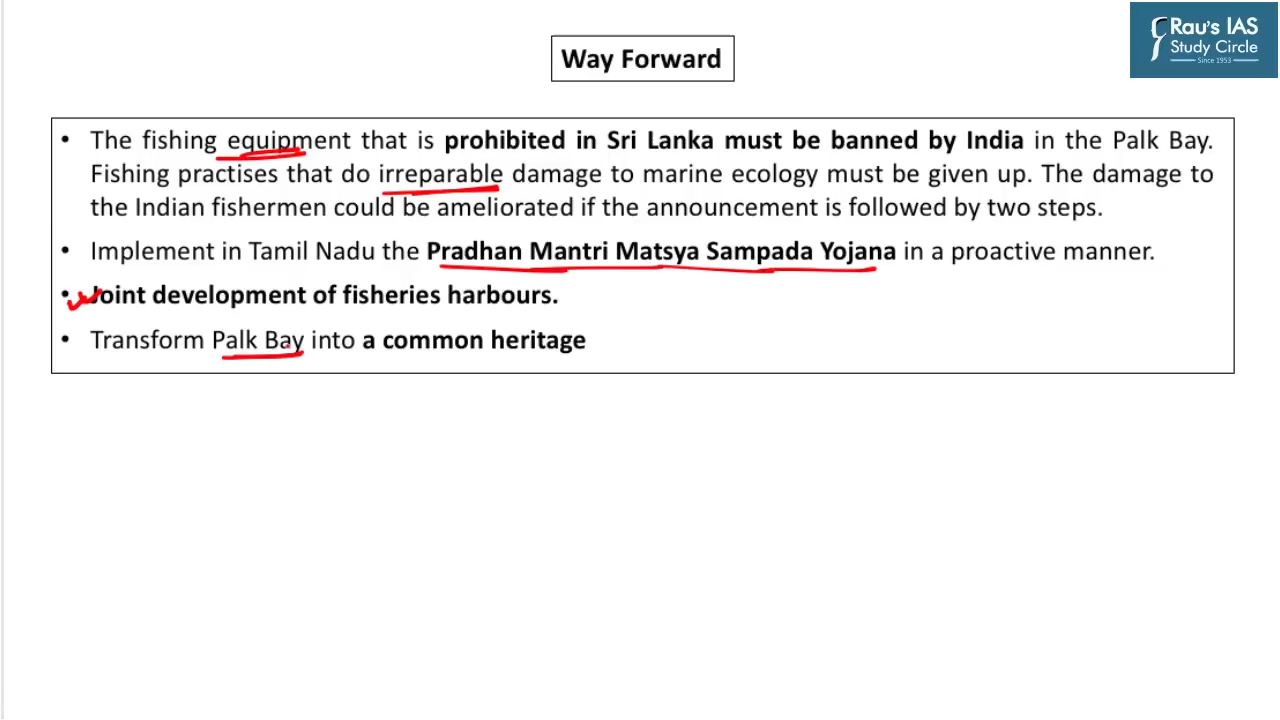 Rau's IAS
Study Circle
Since 1953
Way Forward
• The fishing equipment that is prohibited in Sri Lanka must be banned by India in the Palk Bay.
Fishing practises that do irreparable damage to marine ecology must be given up. The damage to
the Indian fishermen could be ameliorated if the announcement is followed by two steps.
• Implement in Tamil Nadu the Pradhan Mantri Matsya Sampada Yojana in a proactive manner.
• Joint development of fisheries harbours.
• Transform Palk Bay into a common heritage